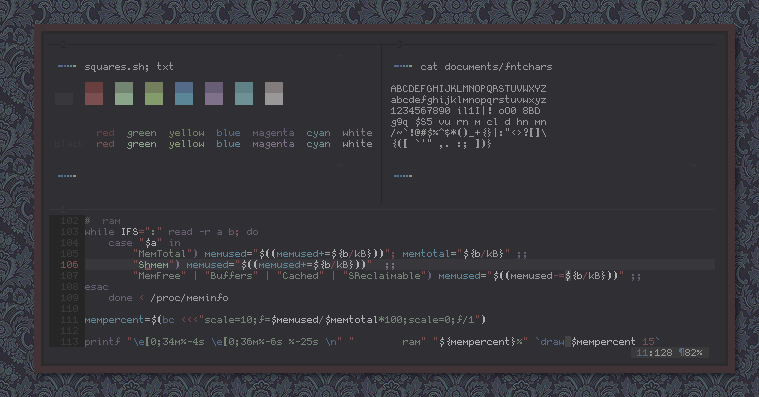 squares.sh; txt
red green yellow blue magenta cyan white
black red green yellow blue magenta cyan white
cat documents/fntchars
ABCDEFGHIJKLMNOPQRSTUVWXYZ
abcdefghijklmnopqrstuvwxyz
1234567890 il1I|! oO0 8BD
g9q $S5 vu rn m cl d hn mn
/~`!@#$%^$*()_+{}|:"<>?[]\
{([ `'" ,. :; ])}
102 # ram
103 while IFS=":" read -r a b; do
104 case "$a" in
105 "MemTotal") memused="$((memused+=${b/kB}))"; memtotal="${b/kB}" ;;
106 "Shmem") memused="$((memused+=${b/kB}))" ;;
107 "MemFree" | "Buffers" | "Cached" | "SReclaimable") memused="$((memused-=${b/kB}))" ;;
108 esac
109 done < /proc/meminfo
110
111 mempercent=$(bc <<<"scale=10;f=$memused/$memtotal*100;scale=0;f/1")
112
113 printf "\e[0;34m%-4s \e[0;36m%-6s %-25s \n" " ram" "${mempercent}%" `draw $mempercent 15`
11:128 ¶82%